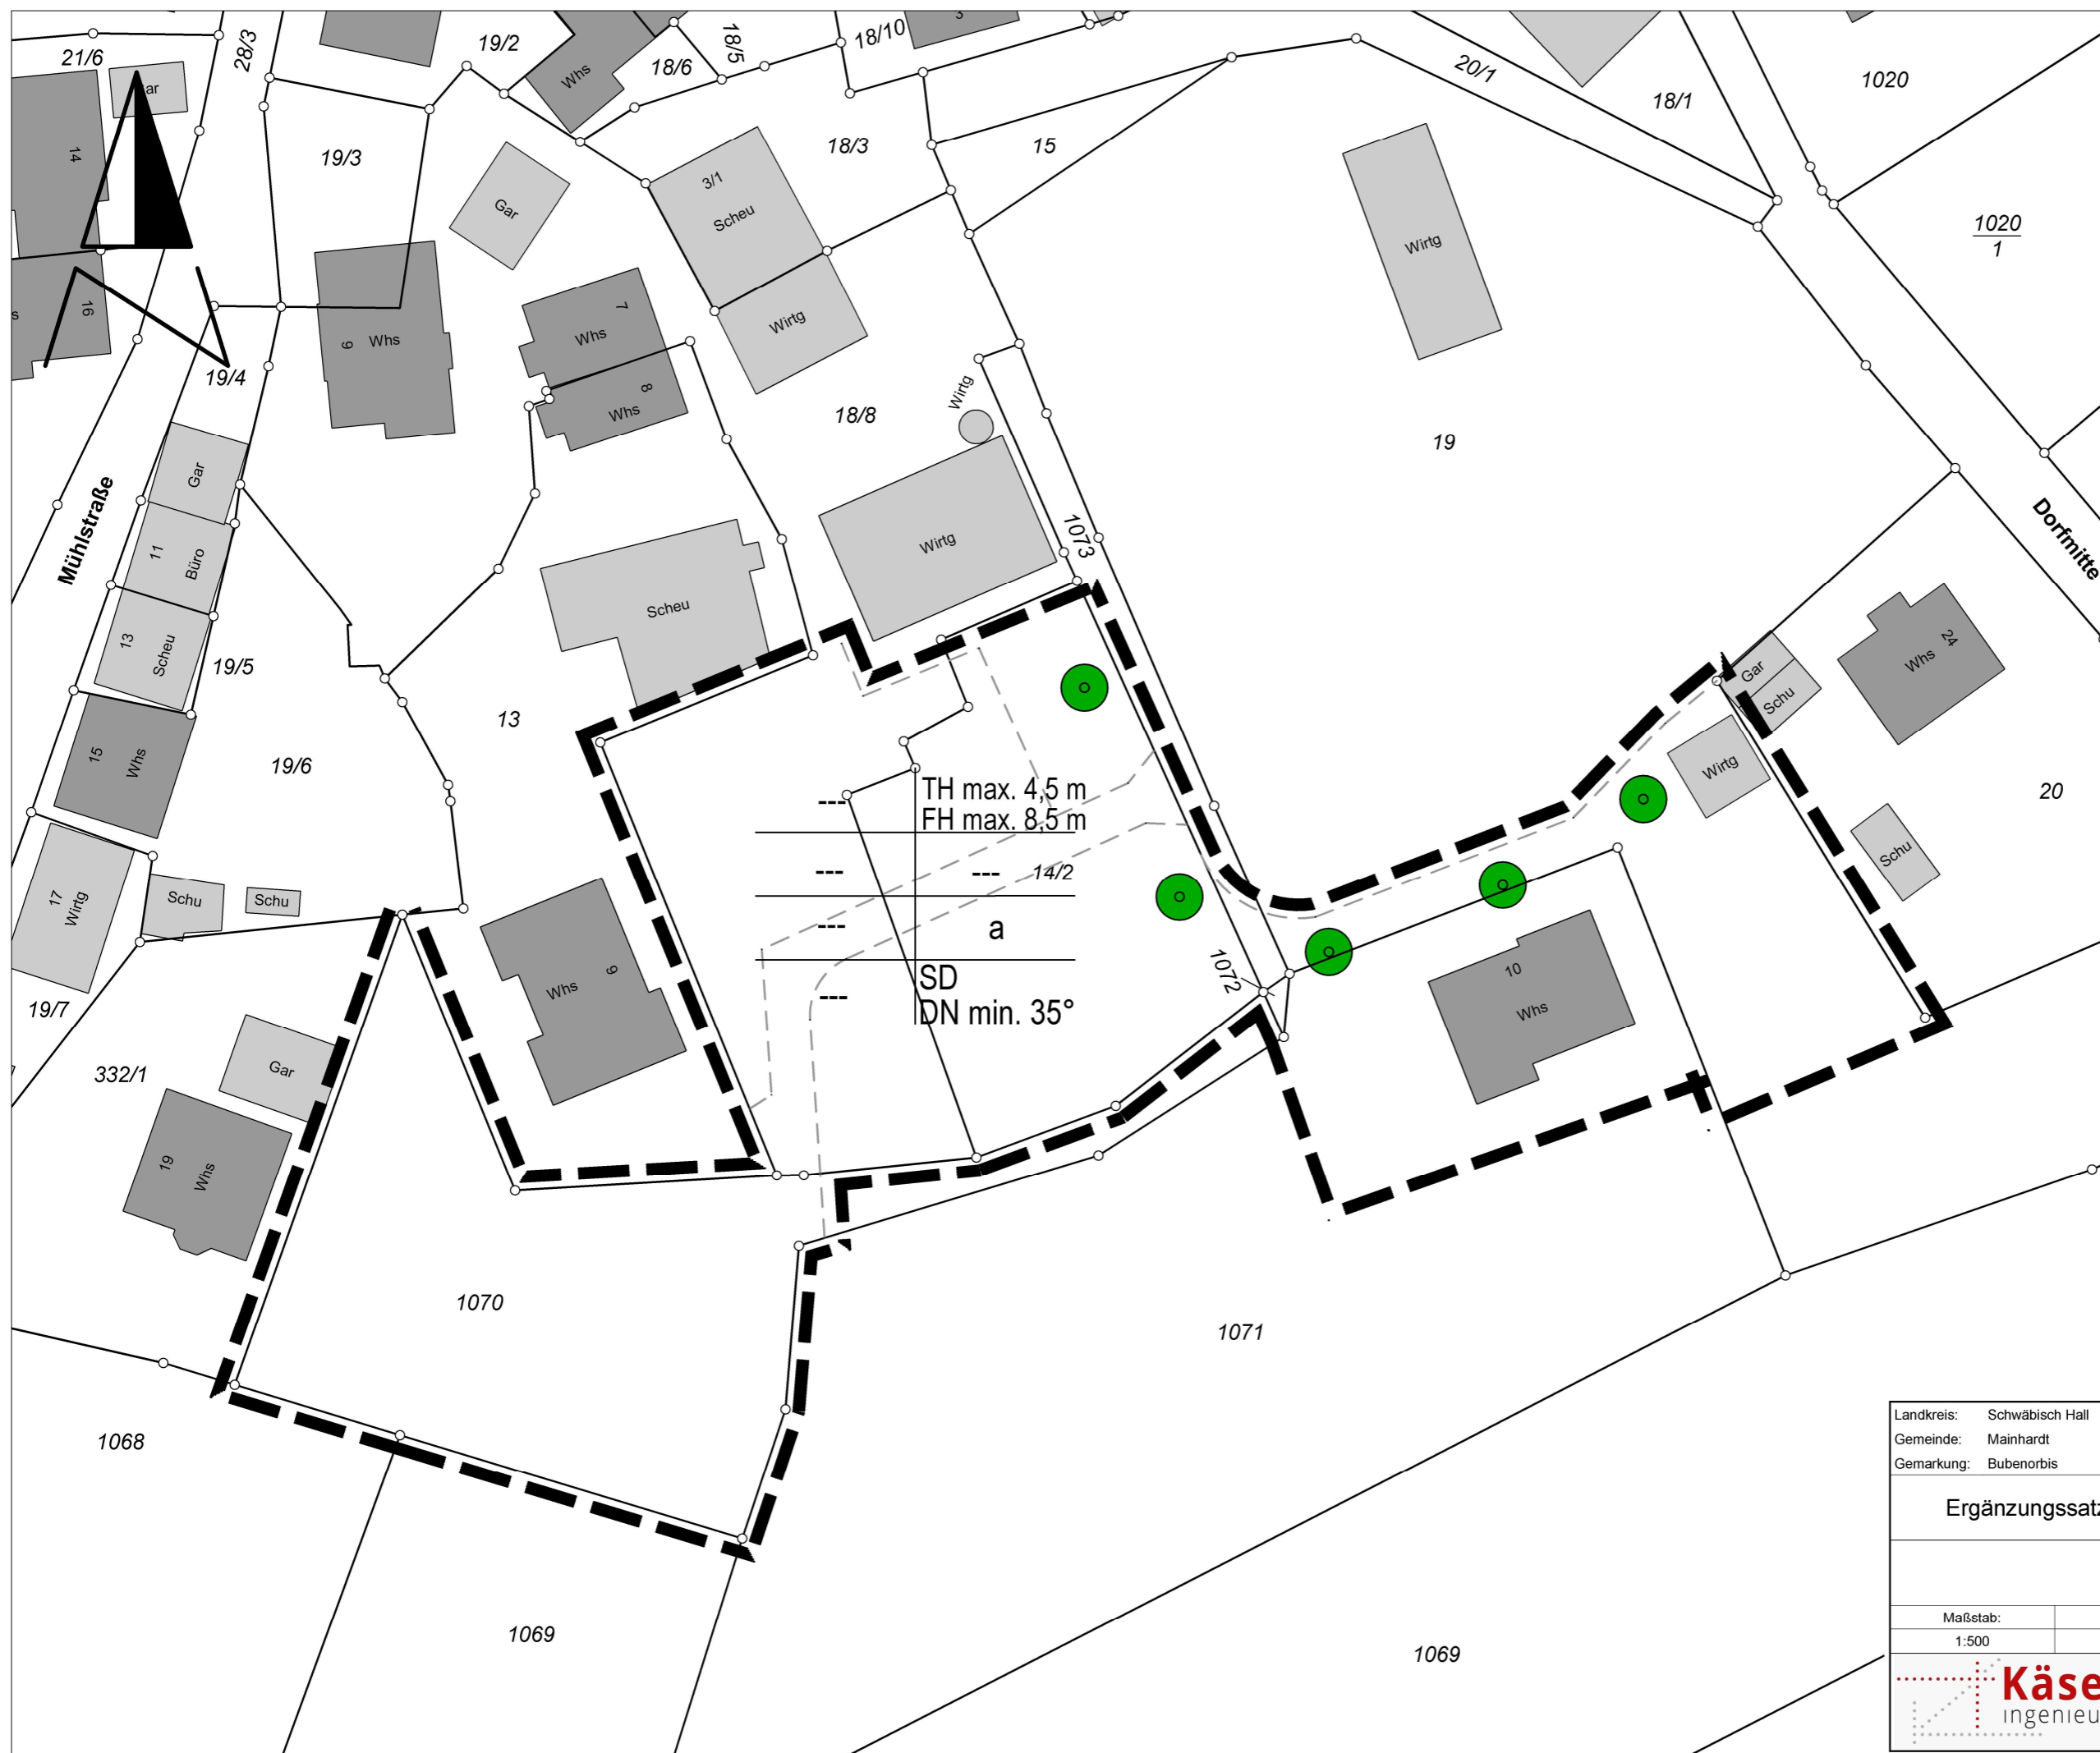 21/6
28/3
19/2
18/5
18/6
18/10
3
20/1
18/1
1020
Whs
ar
14
19/3
18/3
15
3/1
Scheu
Gar
Wirtg
1020
1
16
s
9
Whs
7
Whs
8
Whs
Wirtg
19/4
Wirtg
18/8
19
Mühlstraße
Gar
11
Büro
13
Scheu
19/5
Scheu
Wirtg
1073
Dorfmitte
24
Whs
Gar
Schu
13
15
Whs
19/6
Wirtg
20
TH max. 4,5 m
FH max. 8,5 m
---
---
---
14/2
---
a
---
SD
DN min. 35°
Schu
17
Wirtg
Schu
Schu
9
Whs
1072
10
Whs
19/7
332/1
Gar
19
Whs
1070
1071
1068
1069
1069
Landkreis: Schwäbisch Hall
Gemeinde: Mainhardt
Gemarkung: Bubenorbis
Ergänzungssatz
Maßstab:
1:500
Käse
ingenieu